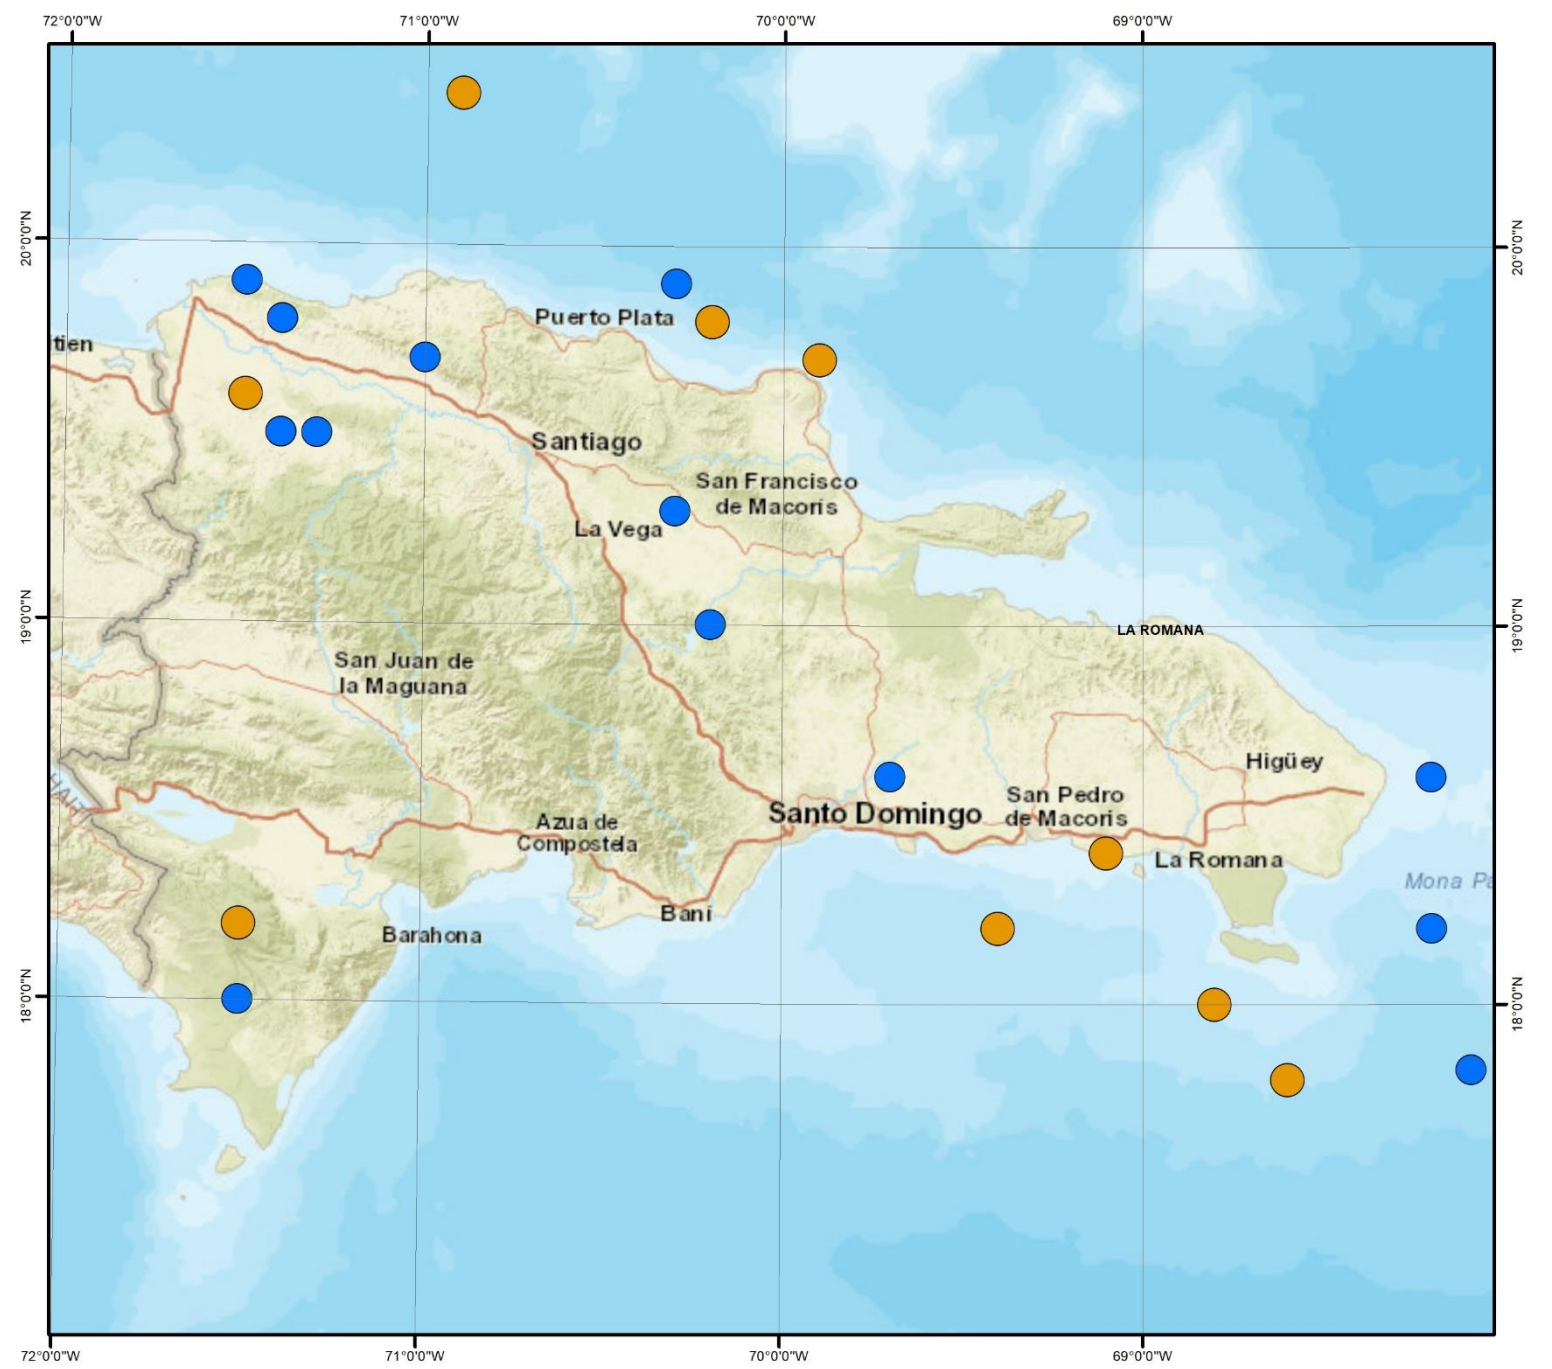 72°0'0"W
71°0'0"W
70°0'0"W
69°0'0"W
20°0'0"N
20°0'0"N
Puerto Plata
tien
Santiago
San Francisco
de Macorís
La Vega
19°0'0"N
19°0'0"N
LA ROMANA
San Juan de
la Maguana
Higüey
HAITI
San Pedro
de Macoris
Santo Domingo
Azua de
Compostela
La Romana
Mona Pa
Baní
Barahona
18°0'0"N
18°0'0"N
72°0'0"W
71°0'0"W
70°0'0"W
69°0'0"W